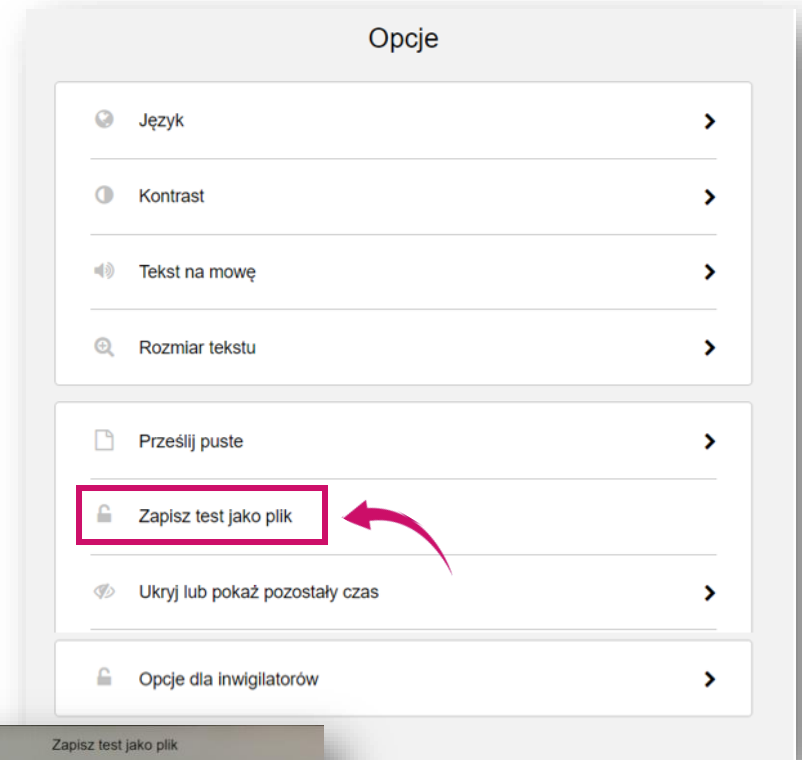 Opcje
Język
Kontrast
Tekst na mowę
Rozmiar tekstu
Prześlij puste
Zapisz test jako plik
Ukryj lub pokaż pozostały czas
Opcje dla inwigilatorów
Zapisz test jako plik